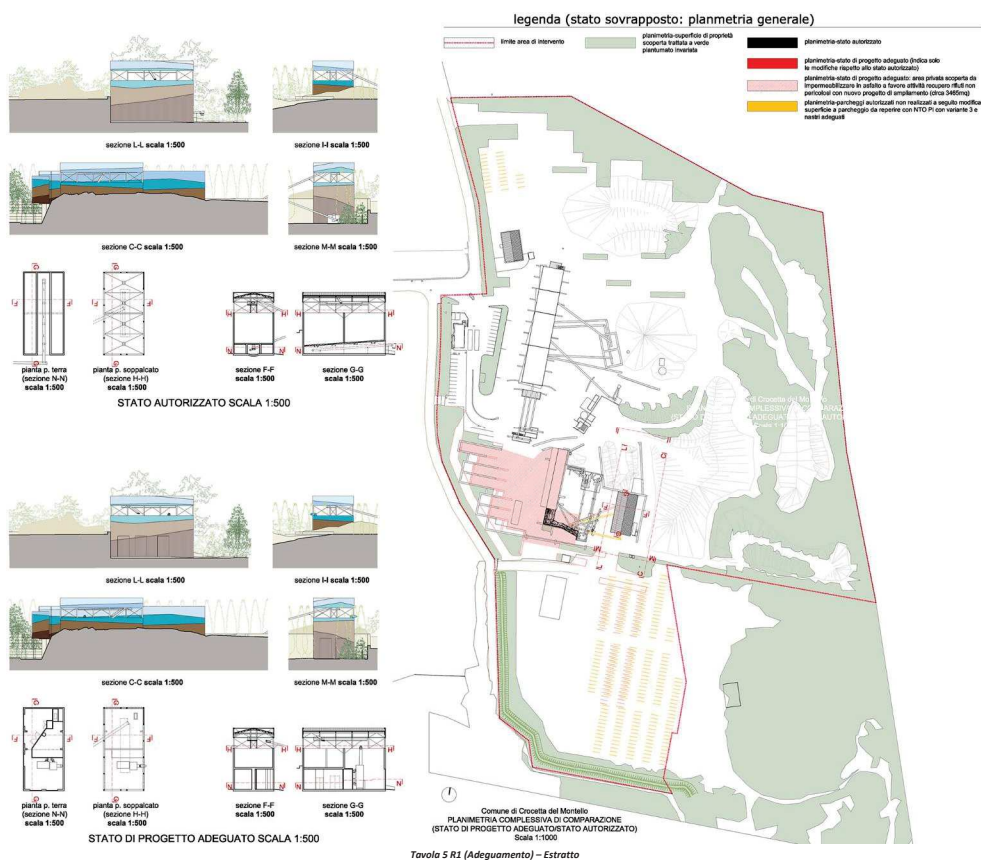 legenda (stato sovrapposto: planmetria generale)
limite area di intervento
planimetria-superficie di proprietà
scoperta trattata a verde
piantumato invariata
planimetria-stato autorizzato
planimetria-stato di progetto adeguato (indica solo
le modifiche rispetto allo stato autorizzato)
planimetria-stato di progetto adeguato: area privata scoperta da
impermeabilizzare in asfalto a favore attività recupero rifiuti non
pericolosi con nuovo progetto di ampliamento (circa 3465mq)
planimetria-parcheggi autorizzati non realizzati a seguito modifica
superficie a parcheggio da reperire con NTO PI con variante 3 e
nastri adeguati
sezione L-L scala 1:500
sezione I-I scala 1:500
sezione C-C scala 1:500
sezione M-M scala 1:500
pianta p. terra
(sezione N-N)
scala 1:500
pianta p. soppalcato
(sezione H-H)
scala 1:500
sezione F-F
scala 1:500
sezione G-G
scala 1:500
STATO AUTORIZZATO SCALA 1:500
sezione L-L scala 1:500
sezione I-I scala 1:500
sezione C-C scala 1:500
sezione M-M scala 1:500
pianta p. terra
(sezione N-N)
scala 1:500
pianta p. soppalcato
(sezione H-H)
scala 1:500
sezione F-F
scala 1:500
sezione G-G
scala 1:500
STATO DI PROGETTO ADEGUATO SCALA 1:500
Comune di Crocetta del Montello
PLANIMETRIA COMPLESSIVA DI COMPARAZIONE
(STATO DI PROGETTO ADEGUATO/STATO AUTORIZZATO)
Scala 1:1000
Tavola 5 R1 (Adeguamento) – Estratto